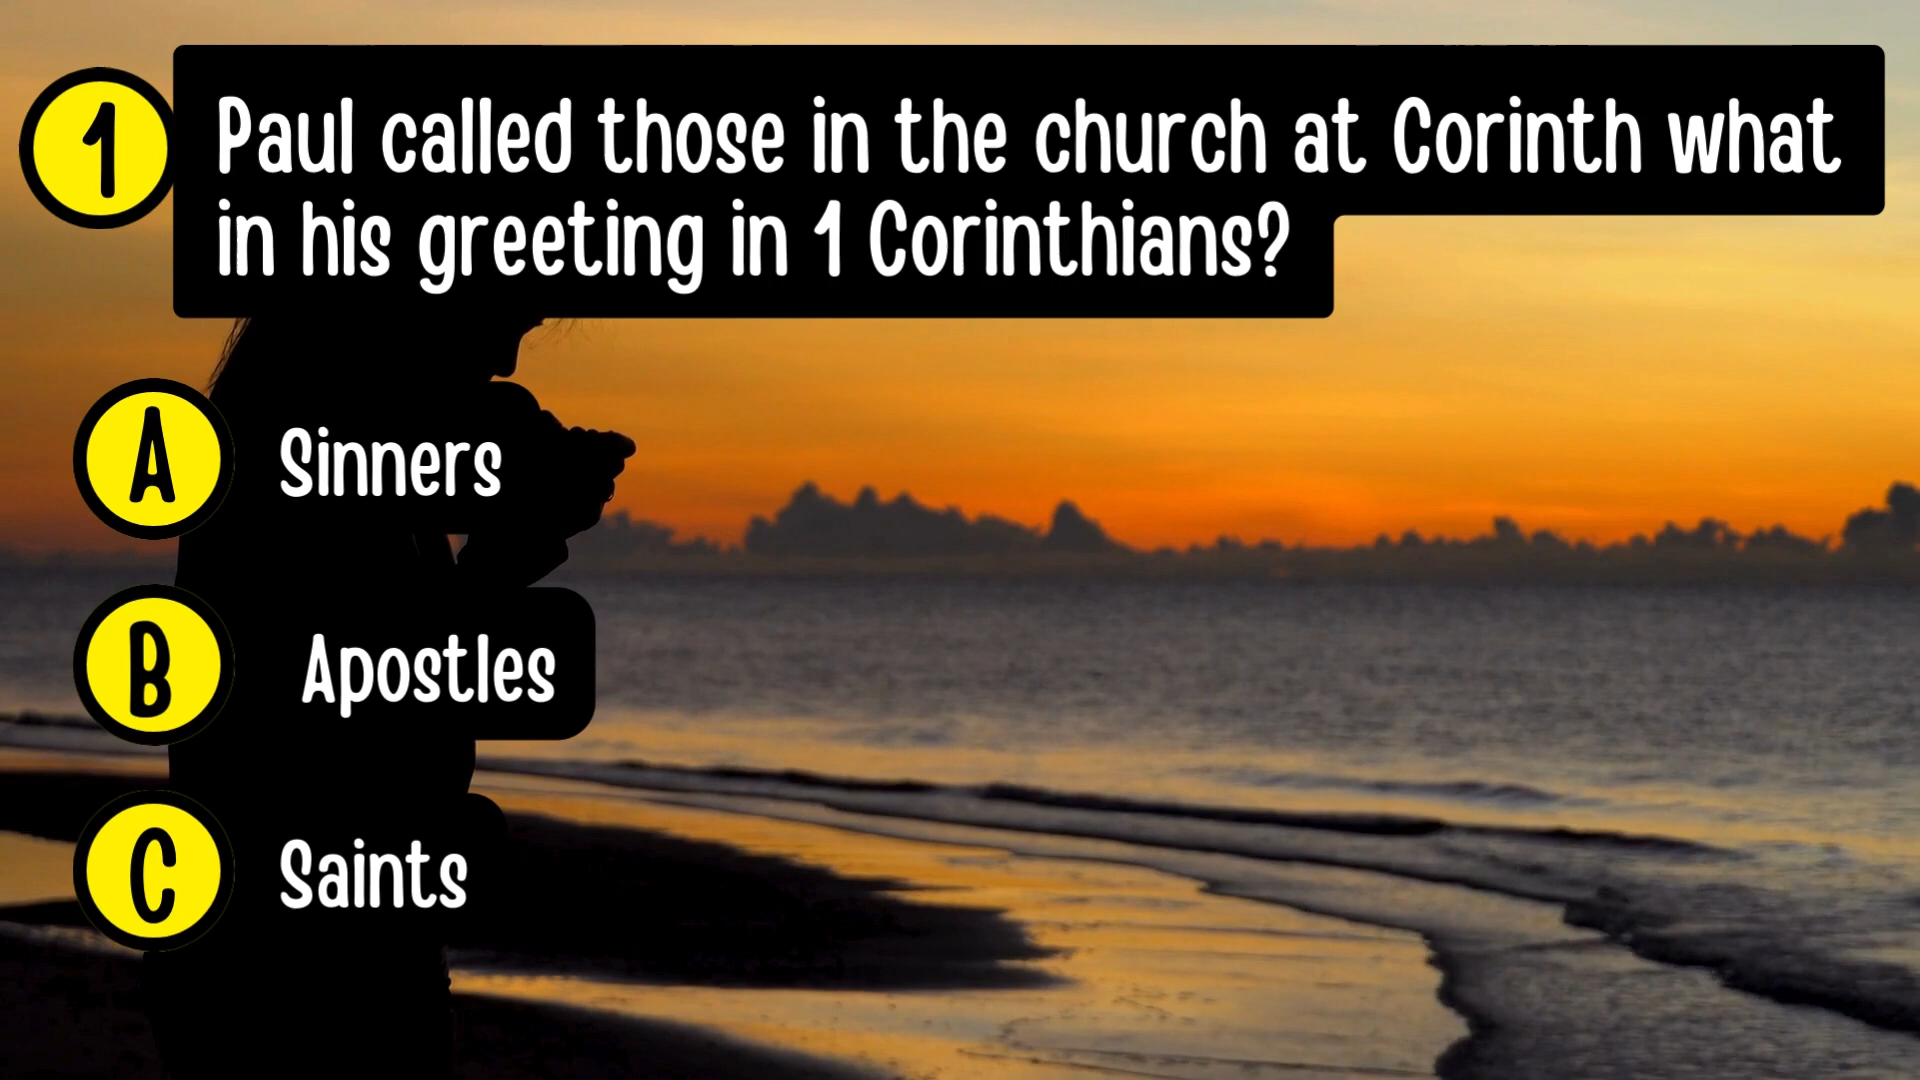 1
Paul called those in the church at Corinth what
in his greeting in 1 Corinthians?
A Sinners
B Apostles
C Saints